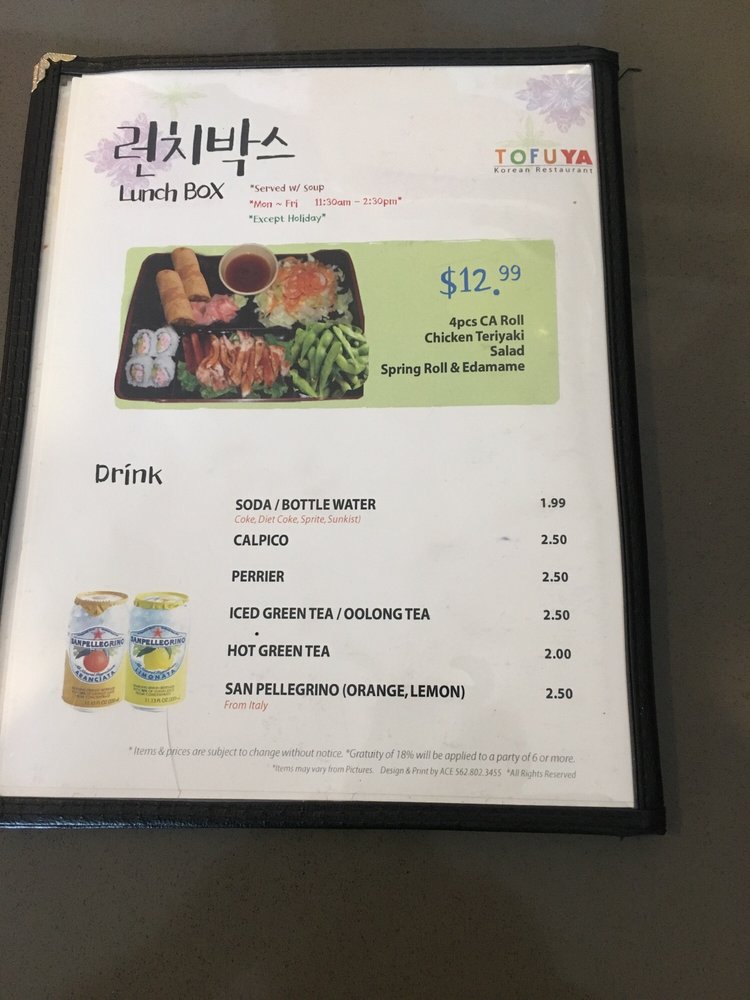 런치박스
Lunch BOX
*Served w/ Soup
*Mon ~ Fri 11:30am - 2:30pm*
*Except Holiday*
TOFUYA
Korean Restaurant
$12.99
4pcs CA Roll
Chicken Teriyaki
Salad
Spring Roll & Edamame
Drink
SODA / BOTTLE WATER 1.99
Coke, Diet Coke, Sprite, Sunkist)
CALPICO 2.50
PERRIER 2.50
ICED GREEN TEA / OOLONG TEA 2.50
HOT GREEN TEA 2.00
SAN PELLEGRINO (ORANGE, LEMON) 2.50
From Italy
SANPELLEGRINO
ARANCIATA
SANPELLEGRINO
LIMONATA
* Items & prices are subject to change without notice. *Gratuity of 18% will be applied to a party of 6 or more.
*Items may vary from Pictures. Design & Print by ACE 562.802.3455 *All Rights Reserved